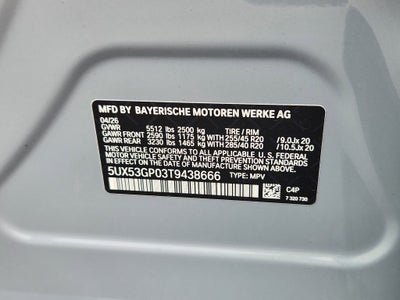 MFD BY BAYERISCHE MOTOREN WERKE AG
04/26
GVWR 5512 lbs 2500 kg TIRE / RIM
GAWR FRONT 2590 lbs 1175 kg WITH 255/45 R20 / 9.0Jx 20
GAWR REAR 3230 lbs 1465 kg WITH 285/40 R20 / 10.5Jx 20
THIS VEHICLE CONFORMS TO ALL APPLICABLE U.S. FEDERAL
MOTOR VEHICLE SAFETY STANDARDS IN EFFECT ON THE
DATE OF MANUFACTURE SHOWN ABOVE.
5UX53GP03T9438666 TYPE: MPV
C4P
7 320 730